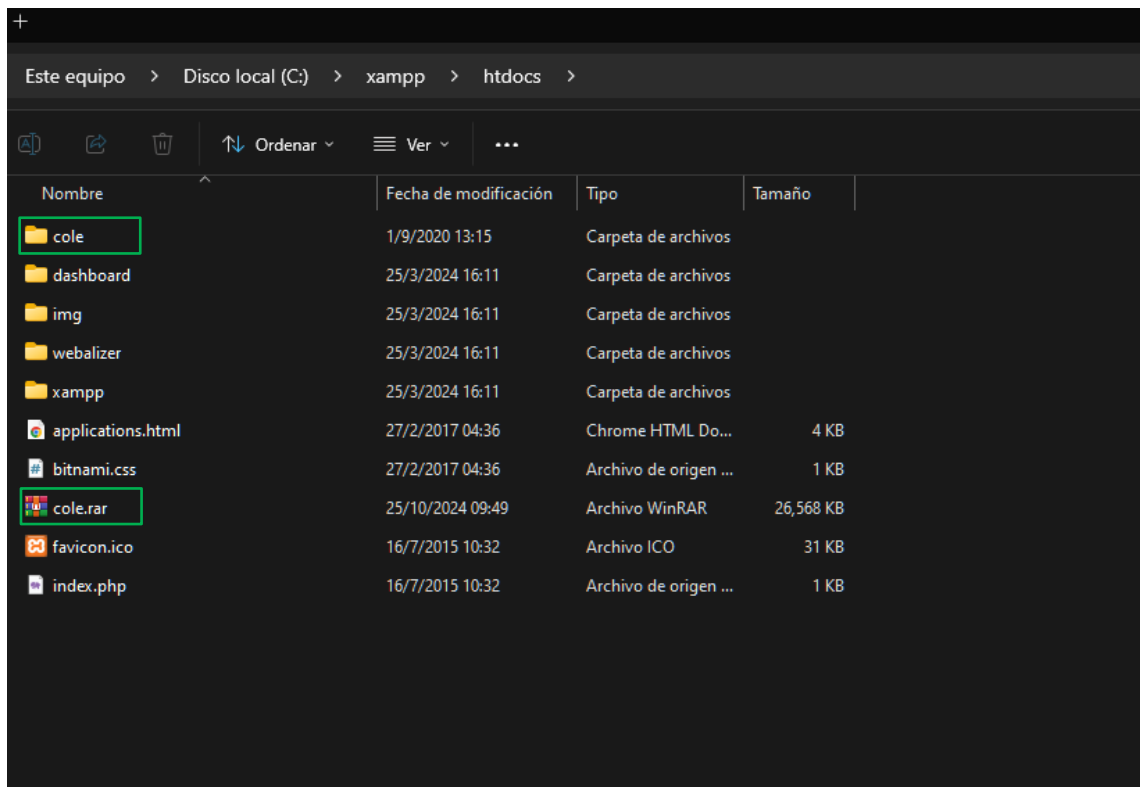 Este equipo > Disco local (C:) > xampp > htdocs >
Ordenar Ver ...
Nombre Fecha de modificación Tipo Tamaño
cole 1/9/2020 13:15 Carpeta de archivos
dashboard 25/3/2024 16:11 Carpeta de archivos
img 25/3/2024 16:11 Carpeta de archivos
webalizer 25/3/2024 16:11 Carpeta de archivos
xampp 25/3/2024 16:11 Carpeta de archivos
applications.html 27/2/2017 04:36 Chrome HTML Do... 4 KB
bitnami.css 27/2/2017 04:36 Archivo de origen ... 1 KB
cole.rar 25/10/2024 09:49 Archivo WinRAR 26,568 KB
favicon.ico 16/7/2015 10:32 Archivo ICO 31 KB
index.php 16/7/2015 10:32 Archivo de origen ... 1 KB